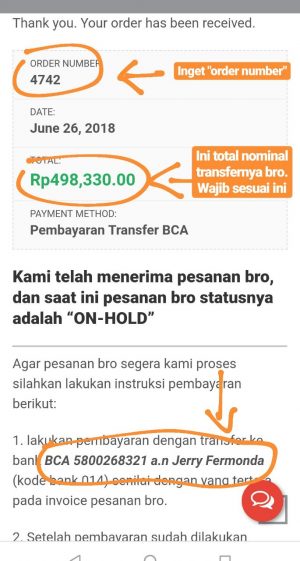 Thank you. Your order has been received.
ORDER NUMBER
4742
Inget "order number"
DATE:
June 26, 2018
TOTAL:
Rp498,330.00
Ini total nominal
transfernya bro.
Wajib sesuai ini
PAYMENT METHOD:
Pembayaran Transfer BCA
Kami telah menerima pesanan bro,
dan saat ini pesanan bro statusnya
adalah “ON-HOLD”
Agar pesanan bro segera kami proses
silahkan lakukan instruksi pembayaran
berikut:
1. lakukan pembayaran dengan transfer ke
bank BCA 5800268321 a.n Jerry Fermonda
(kode bank 014) senilai dengan yang
pada invoice pesanan bro.
2. Setelah pembayaran sudah dilakukan